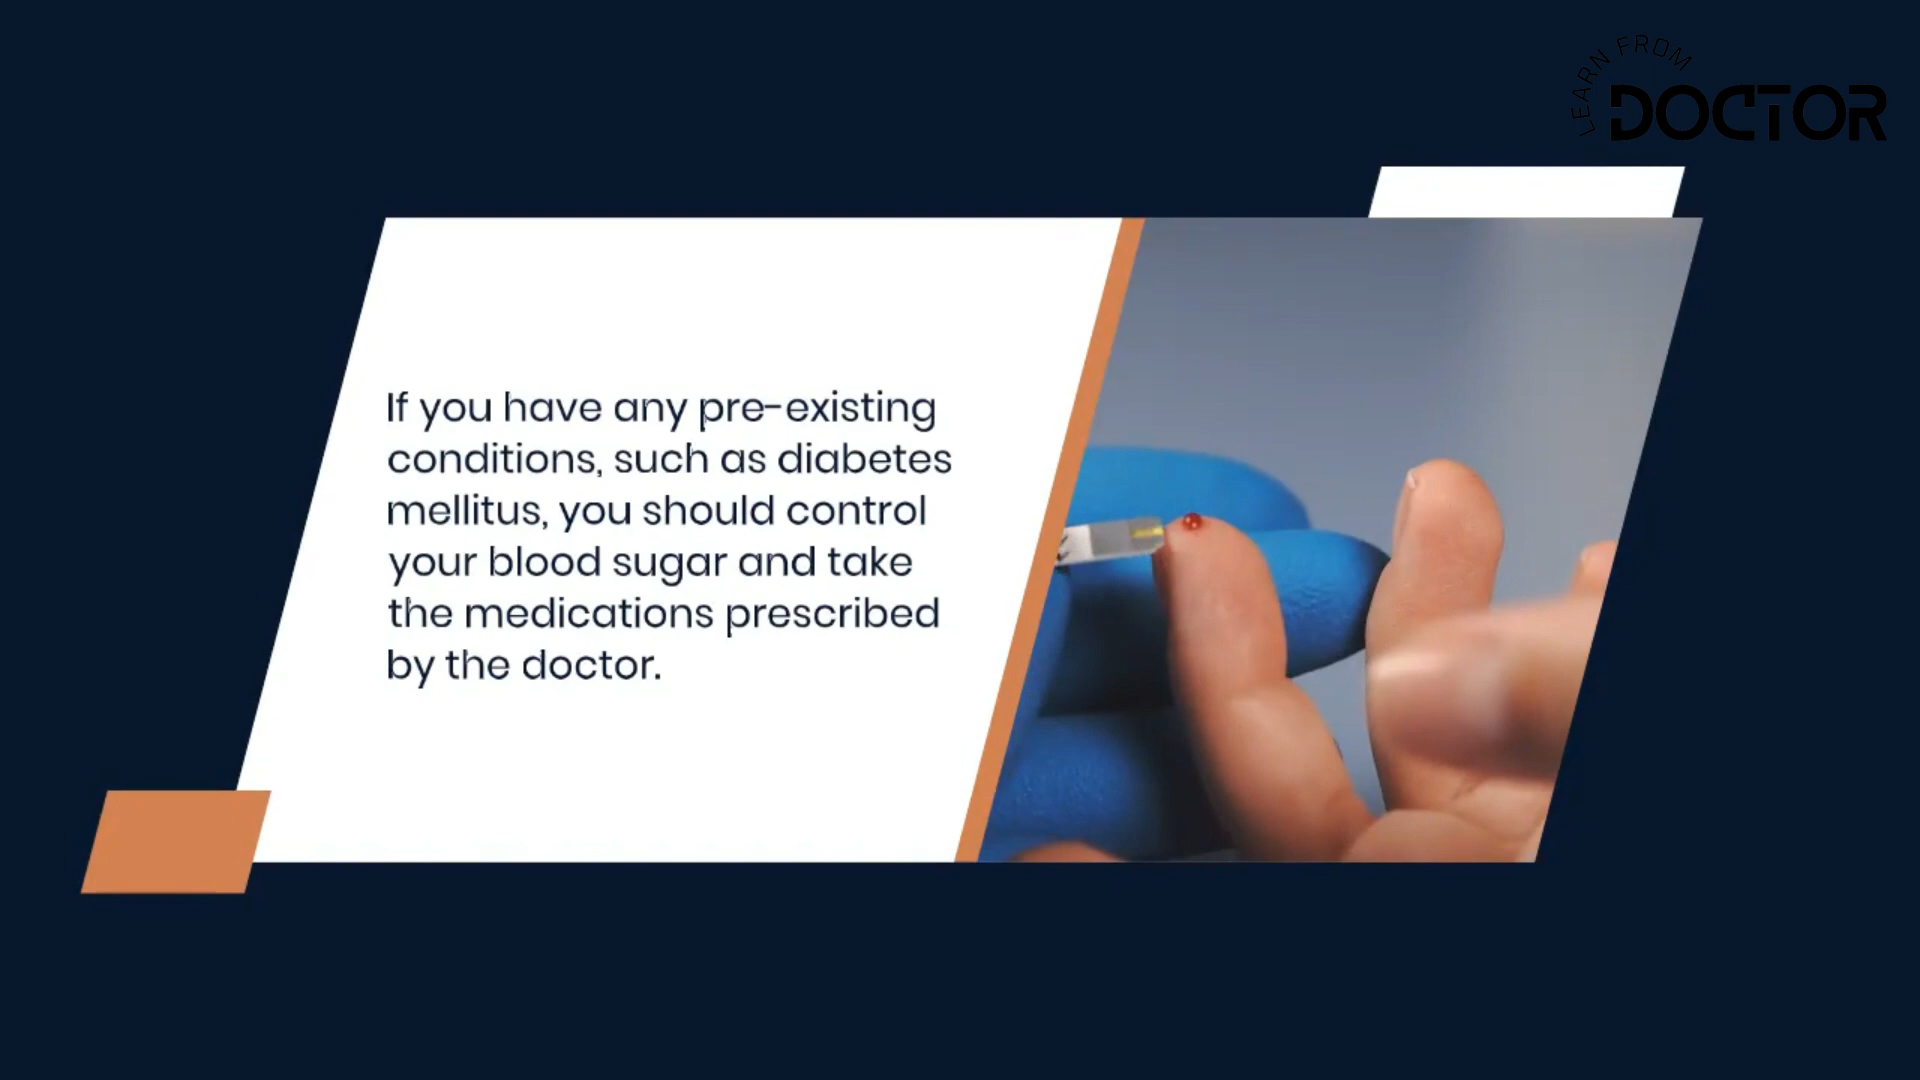 LEARN FROM
DOCTOR
If you have any pre-existing
conditions, such as diabetes
mellitus, you should control
your blood sugar and take
the medications prescribed
by the doctor.